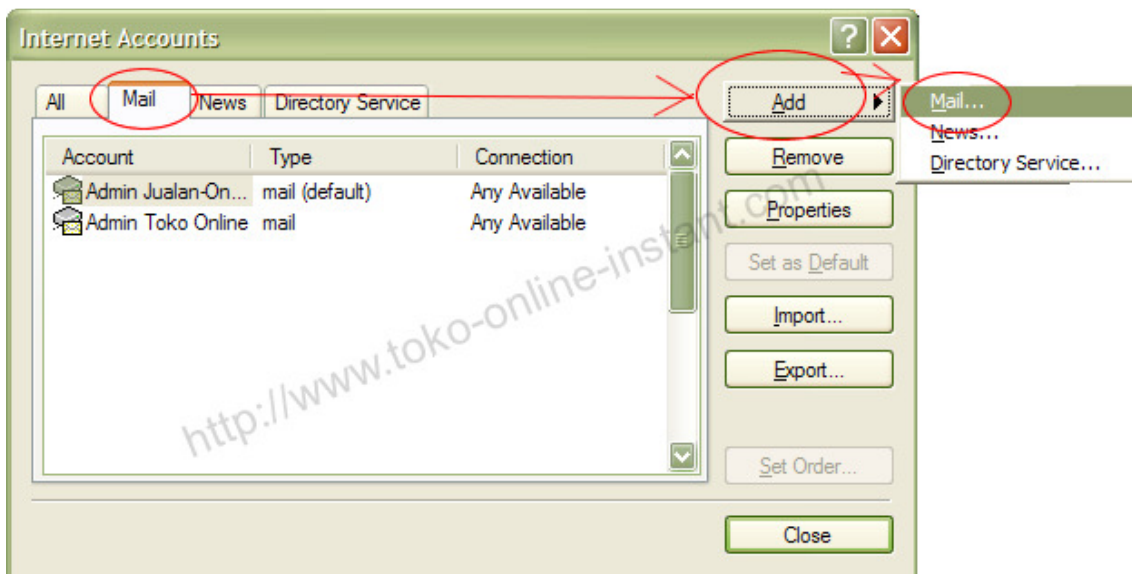 Internet Accounts
All Mail News Directory Service
Add
Mail...
News...
Directory Service...
Account Type Connection
Admin Jualan-On... mail (default) Any Available
Admin Toko Online mail Any Available
Remove
Properties
Set as Default
Import...
Export...
Set Order...
Close
http://www.toko-online-instant.com